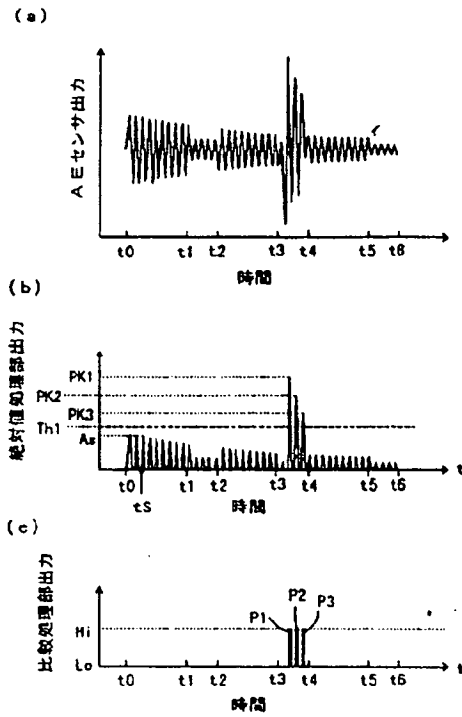 (a)
AEセンサ出力
イ
t0 t1 t2 t3 t4 t5 t6
時間
(b)
絶対値処理部出力
PK1
PK2
PK3
Th1
As
t0 t1 t2 t3 t4 t5 t6 t
tS
時間
(c)
比較処理部出力
P1 P2 P3
Hi
Lo
t0 t1 t2 t3 t4 t5 t6 t
時間